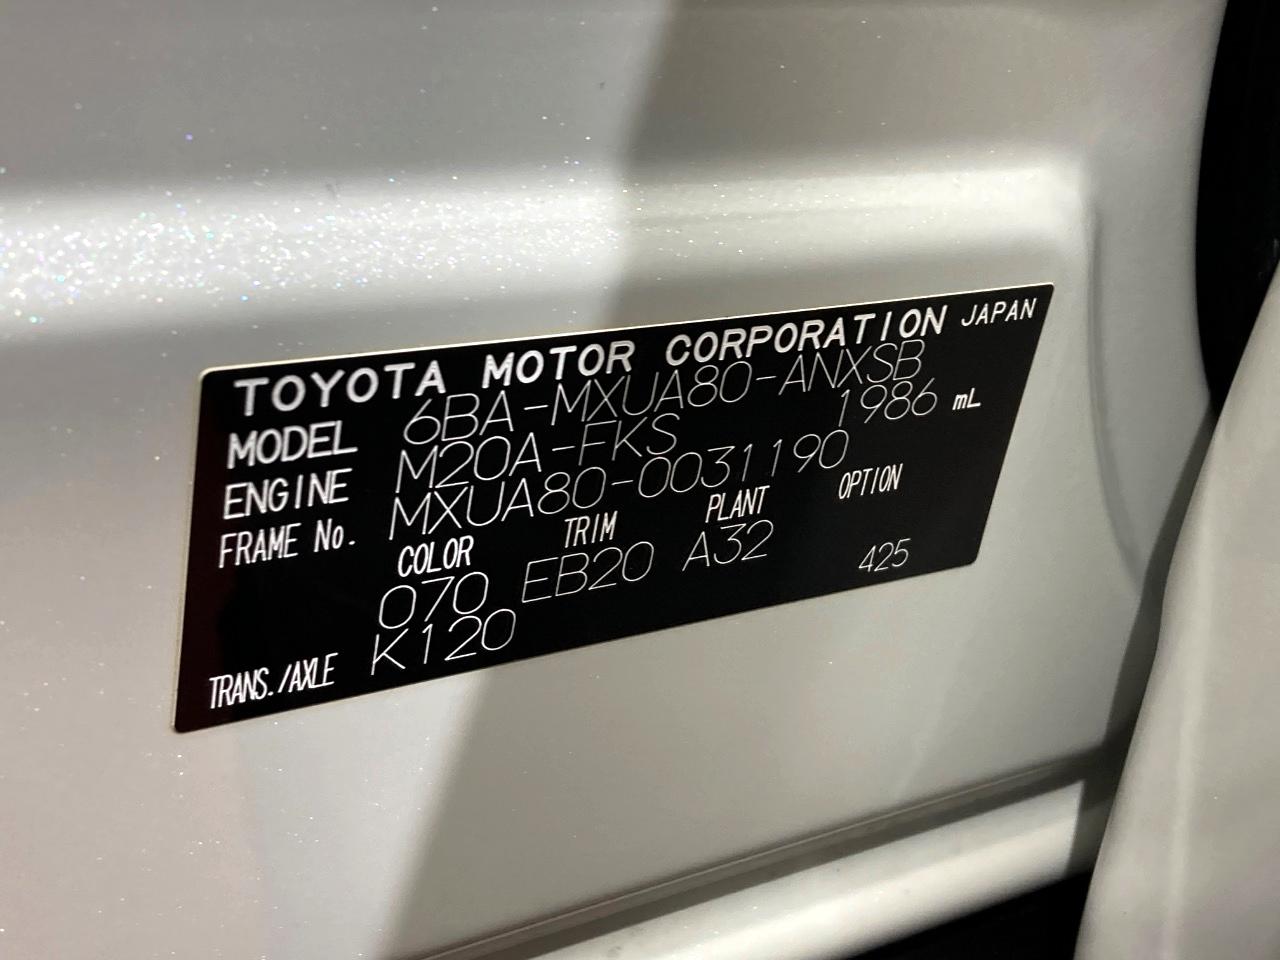 TOYOTA MOTOR CORPORATION JAPAN
MODEL 6BA-MXUA80-ANXSB
ENGINE M20A-FKS 1986 mL
FRAME No. MXUA80-0031190
COLOR TRIM PLANT OPTION
070 EB20 A32 425
TRANS./AXLE K120